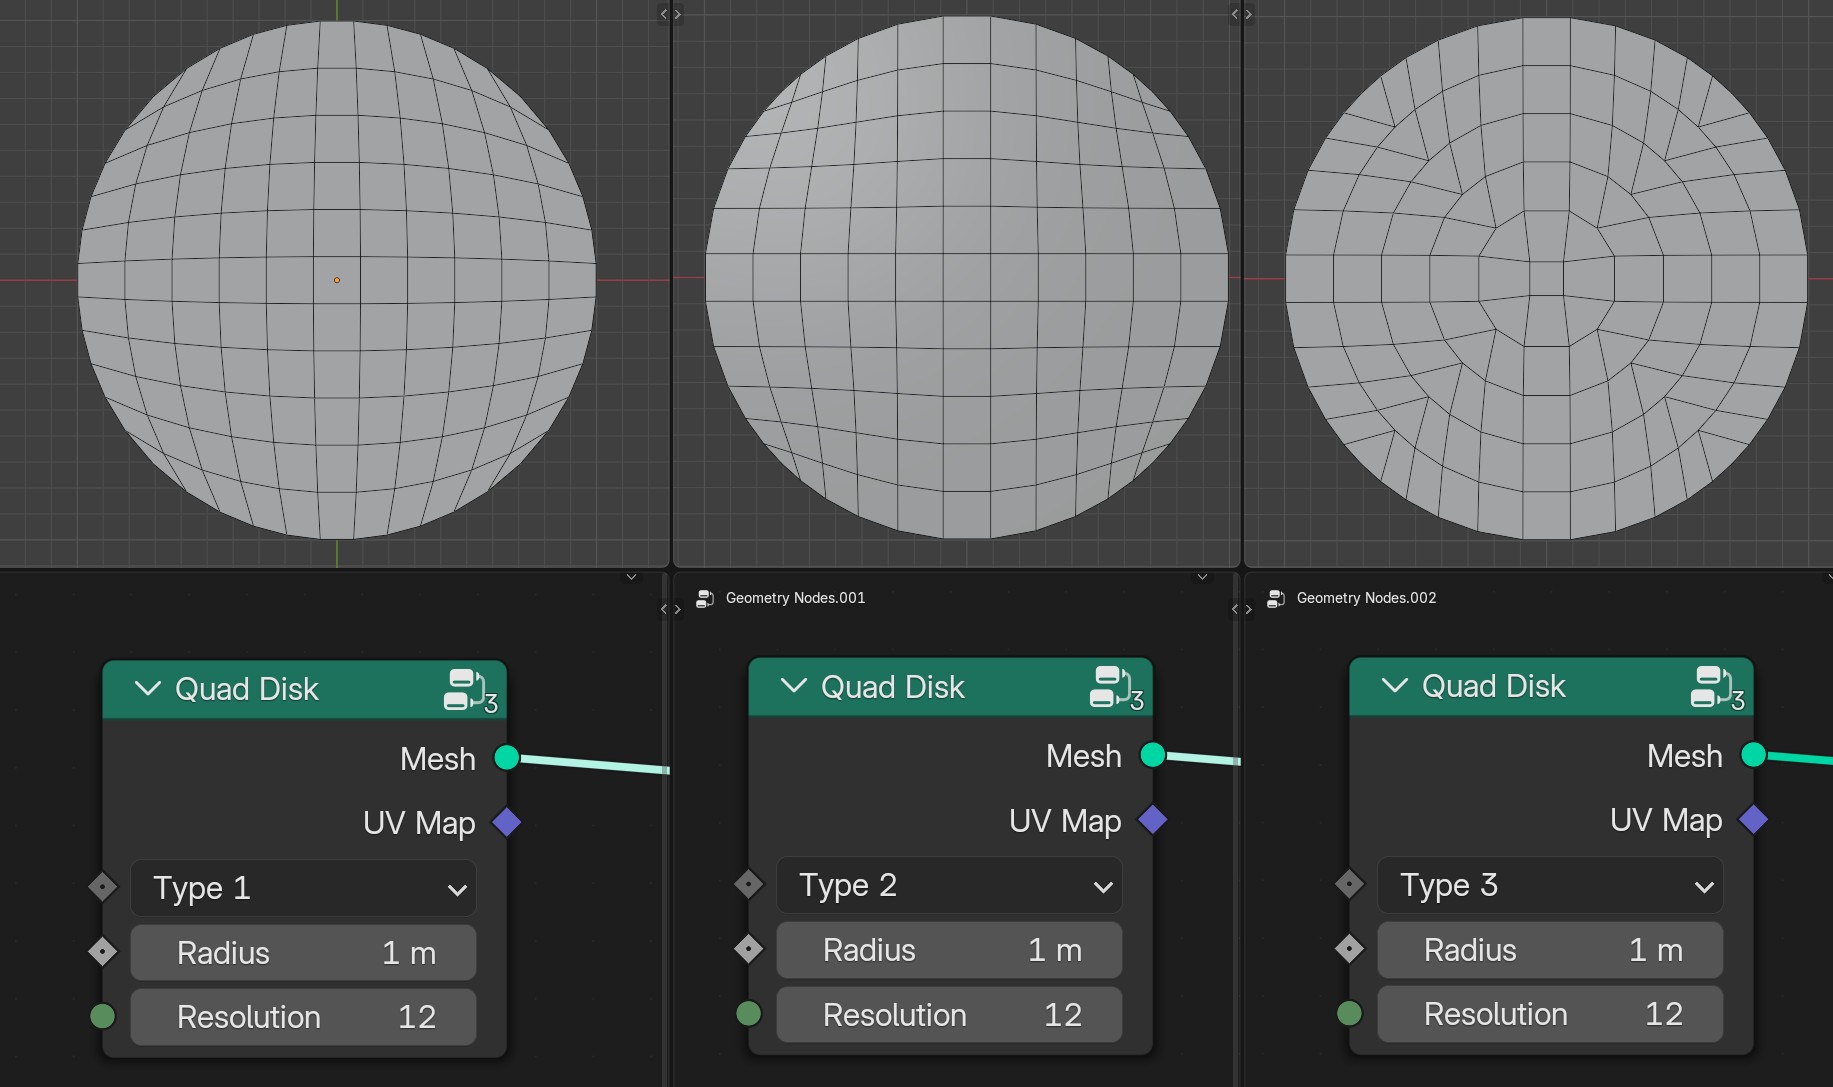 Geometry Nodes.001
Geometry Nodes.002
Quad Disk
3
Mesh
UV Map
Type 1
Radius 1 m
Resolution 12
Quad Disk
3
Mesh
UV Map
Type 2
Radius 1 m
Resolution 12
Quad Disk
3
Mesh
UV Map
Type 3
Radius 1 m
Resolution 12